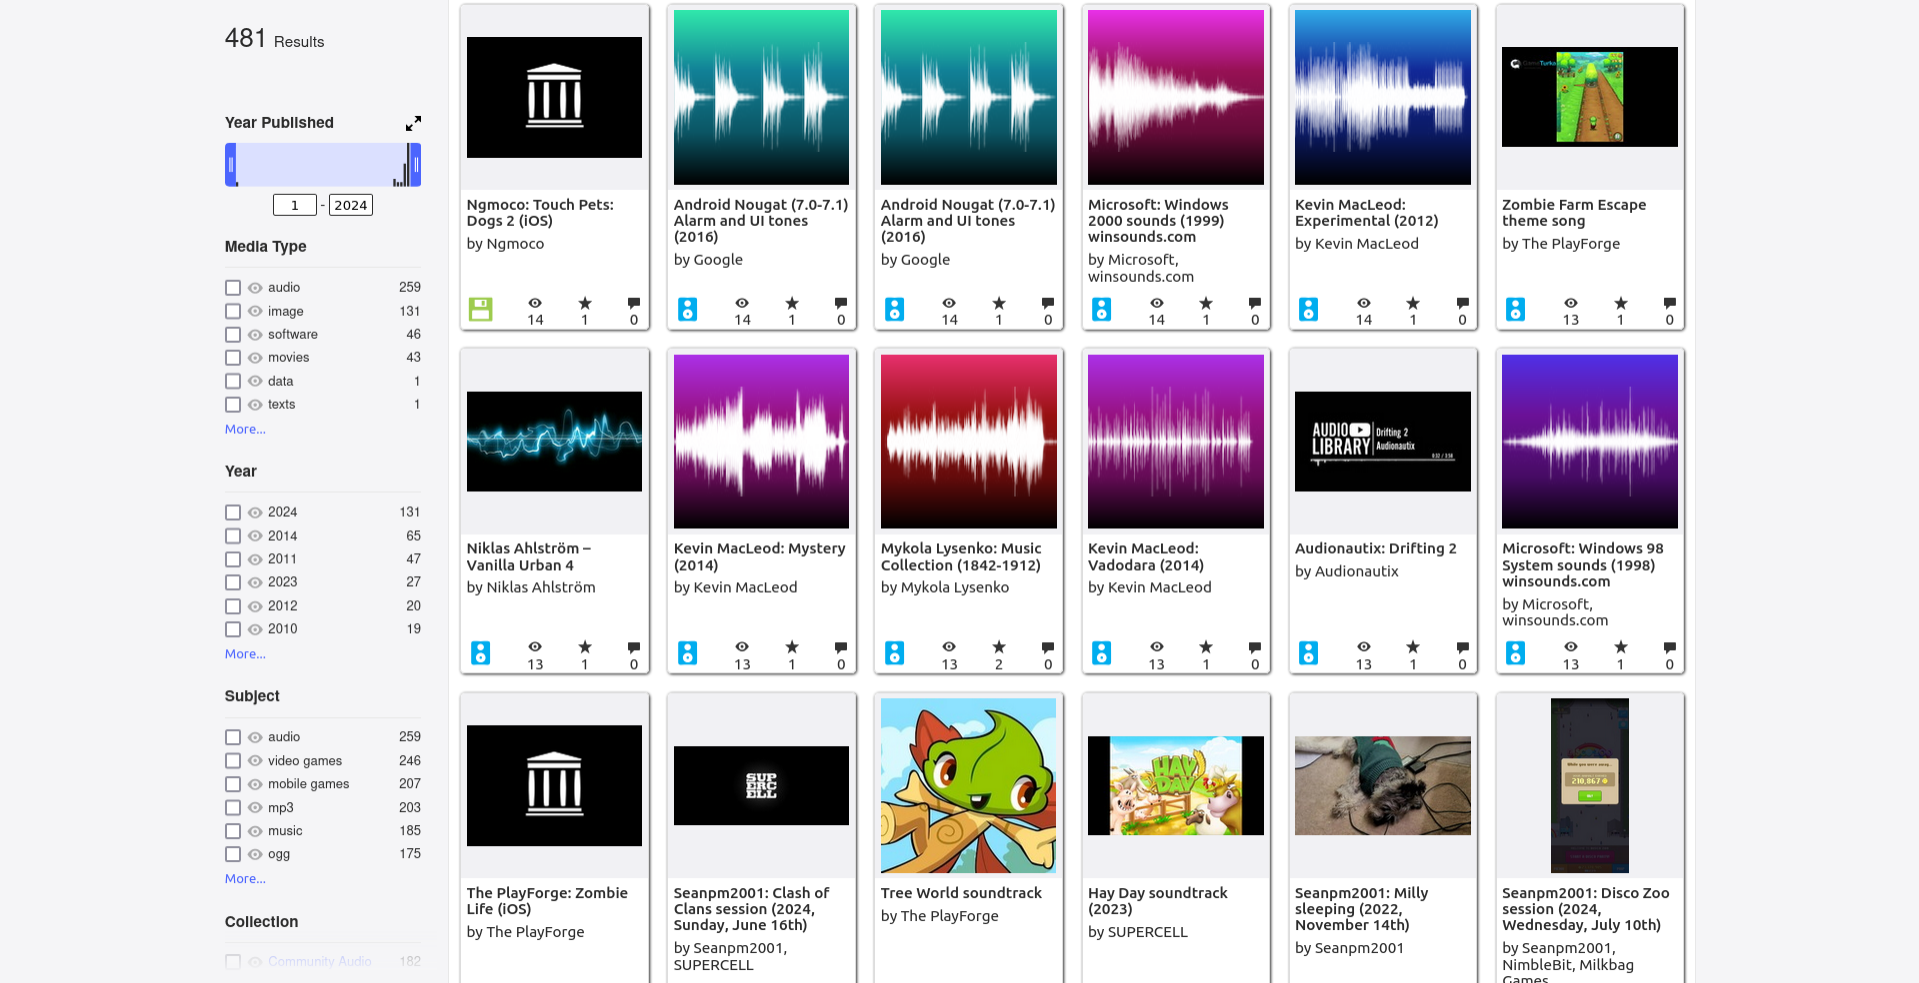 481 Results
Year Published
1 - 2024
Media Type
audio 259
image 131
software 46
movies 43
data 1
texts 1
More...
Year
2024 131
2014 65
2011 47
2023 27
2012 20
2010 19
More...
Subject
audio 259
video games 246
mobile games 207
mp3 203
music 185
ogg 175
More...
Collection
Community Audio 182
Ngmoco: Touch Pets:
Dogs 2 (iOS)
by Ngmoco
14 1 0
Android Nougat (7.0-7.1)
Alarm and UI tones
(2016)
by Google
14 1 0
Android Nougat (7.0-7.1)
Alarm and UI tones
(2016)
by Google
14 1 0
Microsoft: Windows
2000 sounds (1999)
winsounds.com
by Microsoft,
winsounds.com
14 1 0
Kevin MacLeod:
Experimental (2012)
by Kevin MacLeod
14 1 0
Zombie Farm Escape
theme song
by The PlayForge
13 1 0
Niklas Ahlström –
Vanilla Urban 4
by Niklas Ahlström
13 1 0
Kevin MacLeod: Mystery
(2014)
by Kevin MacLeod
13 1 0
Mykola Lysenko: Music
Collection (1842-1912)
by Mykola Lysenko
13 2 0
Kevin MacLeod:
Vadodara (2014)
by Kevin MacLeod
13 1 0
AUDIO
LIBRARY
Drifting 2
Audionautix
Audionautix: Drifting 2
by Audionautix
13 1 0
Microsoft: Windows 98
System sounds (1998)
winsounds.com
by Microsoft,
winsounds.com
13 1 0
The PlayForge: Zombie
Life (iOS)
by The PlayForge
SUP
ERC
ELL
Seanpm2001: Clash of
Clans session (2024,
Sunday, June 16th)
by Seanpm2001,
SUPERCELL
Tree World soundtrack
by The PlayForge
HAY
DAY
Hay Day soundtrack
(2023)
by SUPERCELL
Seanpm2001: Milly
sleeping (2022,
November 14th)
by Seanpm2001
While you were away...
210,867
Seanpm2001: Disco Zoo
session (2024,
Wednesday, July 10th)
by Seanpm2001,
NimbleBit, Milkbag
Games